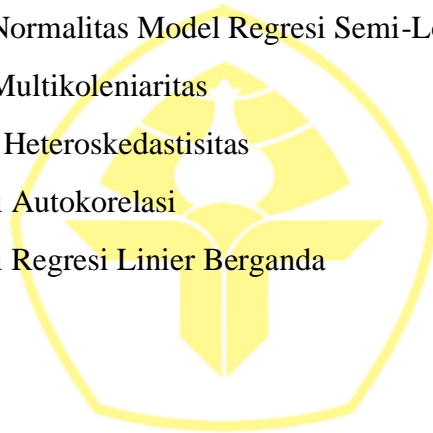 Normalitas Model Regresi Semi-L
Multikoleniaritas
Heteroskedastisitas
Autokorelasi
Regresi Linier Berganda